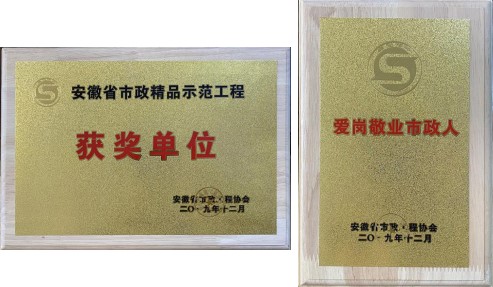 安徽省市政精品示范工程
获奖单位
安徽省市政工程协会
二〇一九年十二月
爱岗敬业市政人
安徽省市政工程协会
二〇一九年十二月